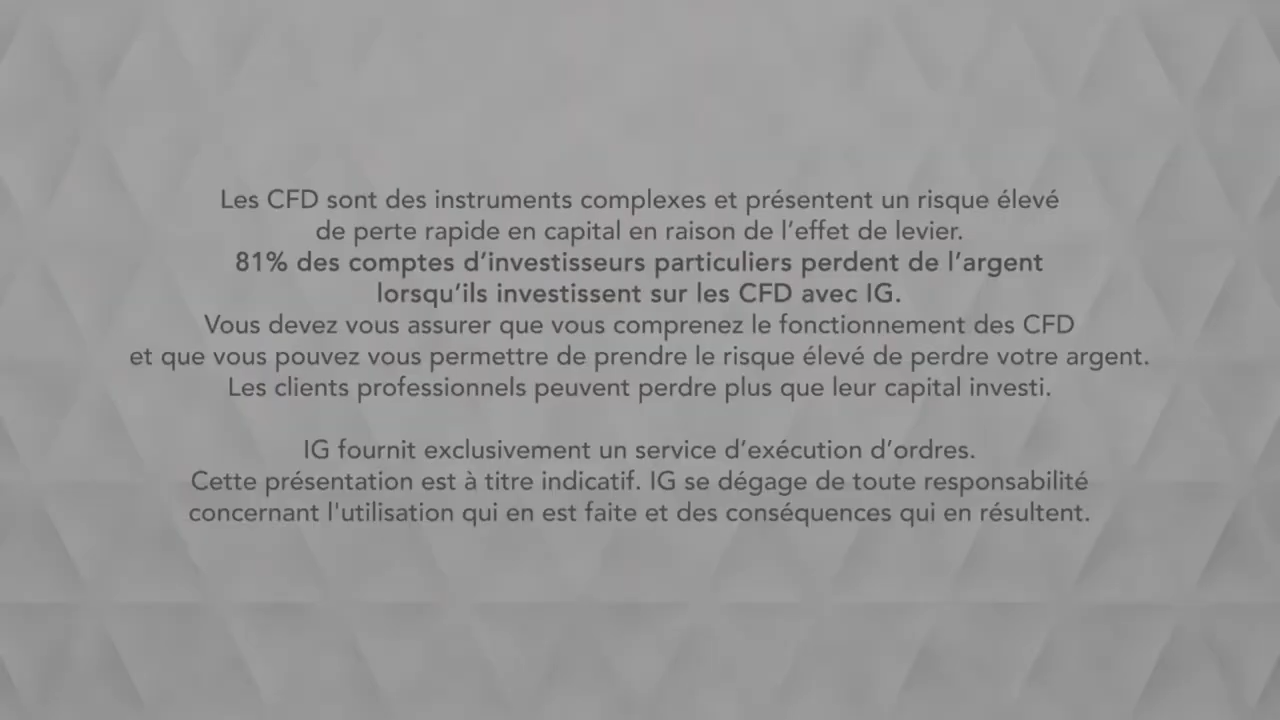 Les CFD sont des instruments complexes et présentent un risque élevé
de perte rapide en capital en raison de l’effet de levier.
81% des comptes d’investisseurs particuliers perdent de l’argent
lorsqu’ils investissent sur les CFD avec IG.
Vous devez vous assurer que vous comprenez le fonctionnement des CFD
et que vous pouvez vous permettre de prendre le risque élevé de perdre votre argent.
Les clients professionnels peuvent perdre plus que leur capital investi.
IG fournit exclusivement un service d’exécution d’ordres.
Cette présentation est à titre indicatif. IG se dégage de toute responsabilité
concernant l'utilisation qui en est faite et des conséquences qui en résultent.